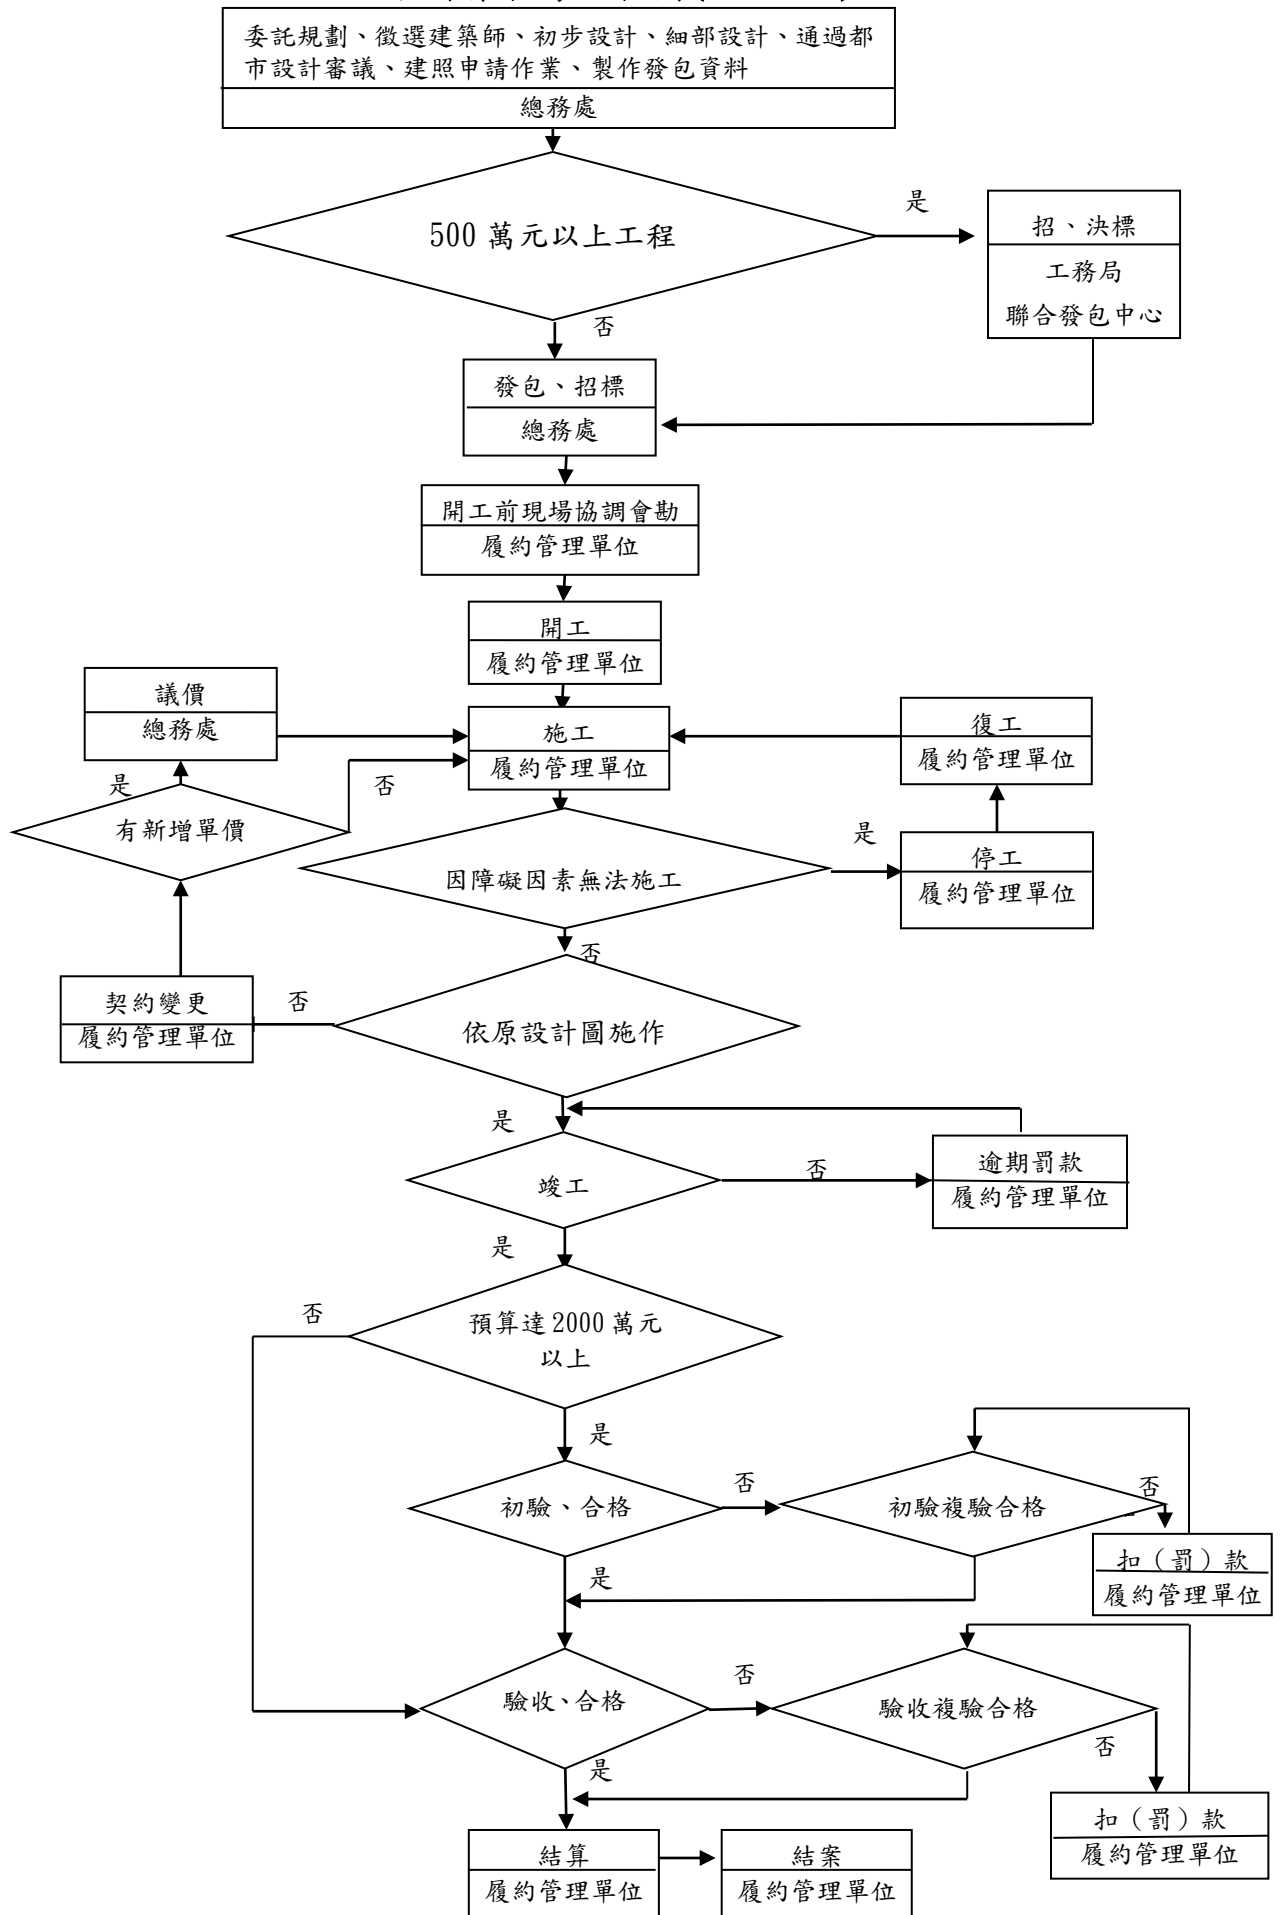 委託規劃、徵選建築師、初步設計、細部設計、通過都
市設計審議、建照申請作業、製作發包資料
總務處
500 萬元以上工程
是
招、決標
工務局
聯合發包中心
否
發包、招標
總務處
開工前現場協調會勘
履約管理單位
開工
履約管理單位
議價
總務處
施工
履約管理單位
復工
履約管理單位
是
否
有新增單價
因障礙因素無法施工
是
停工
履約管理單位
否
契約變更
履約管理單位
否
依原設計圖施作
是
竣工
否
逾期罰款
履約管理單位
是
否
預算達 2000 萬元
以上
是
初驗、合格
否
初驗複驗合格
否
扣（罰）款
履約管理單位
是
驗收、合格
否
驗收複驗合格
否
扣（罰）款
履約管理單位
是
結算
履約管理單位
結案
履約管理單位